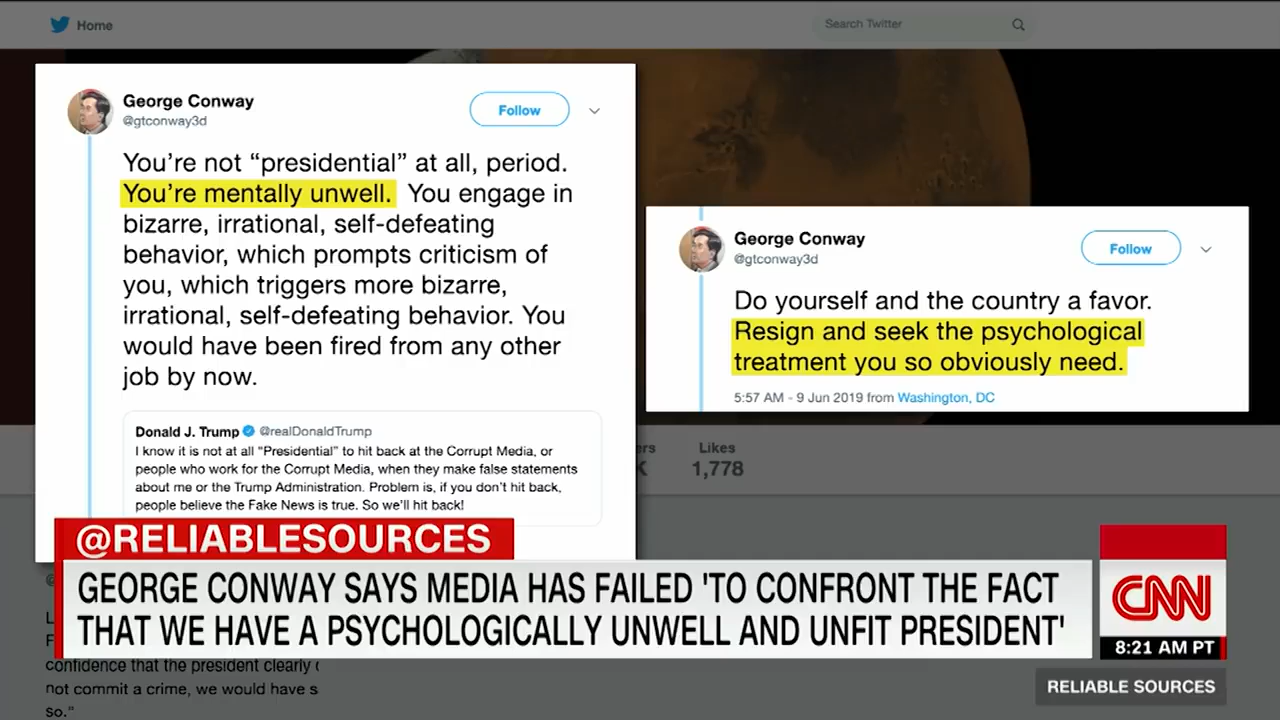 Home
Search Twitter
George Conway
@gtconway3d
Follow
You're not “presidential” at all, period.
You're mentally unwell. You engage in
bizarre, irrational, self-defeating
behavior, which prompts criticism of
you, which triggers more bizarre,
irrational, self-defeating behavior. You
would have been fired from any other
job by now.
Donald J. Trump @realDonaldTrump
I know it is not at all “Presidential” to hit back at the Corrupt Media, or
people who work for the Corrupt Media, when they make false statements
about me or the Trump Administration. Problem is, if you don't hit back,
people believe the Fake News is true. So we'll hit back!
George Conway
@gtconway3d
Follow
Do yourself and the country a favor.
Resign and seek the psychological
treatment you so obviously need.
5:57 AM - 9 Jun 2019 from Washington, DC
Likes
1,778
@RELIABLESOURCES
GEORGE CONWAY SAYS MEDIA HAS FAILED 'TO CONFRONT THE FACT
THAT WE HAVE A PSYCHOLOGICALLY UNWELL AND UNFIT PRESIDENT'
CNN
8:21 AM PT
RELIABLE SOURCES
confidence that the president clearly
not commit a crime, we would have
so."